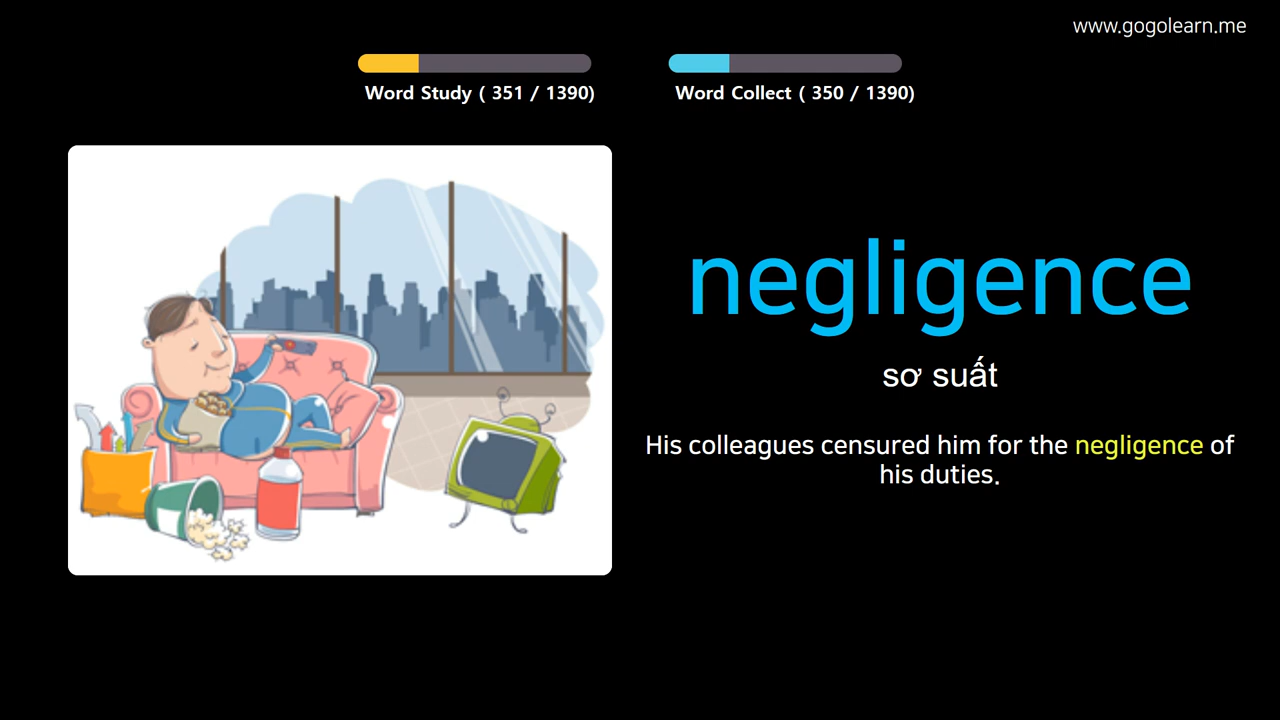 www.gogolearn.me
Word Study ( 351 / 1390)
Word Collect ( 350 / 1390)
negligence
sơ suất
His colleagues censured him for the negligence of
his duties.